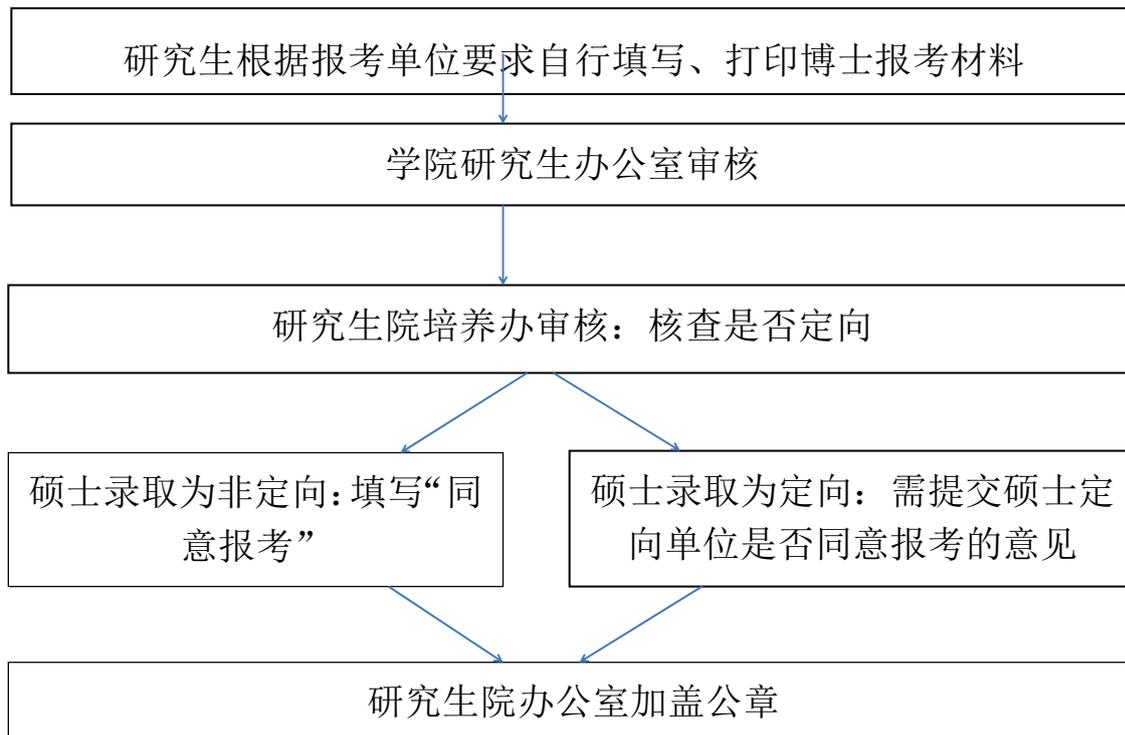 研究生根据报考单位要求自行填写、打印博士报考材料
学院研究生办公室审核
研究生院培养办审核：核查是否定向
硕士录取为非定向：填写“同
意报考”
硕士录取为定向：需提交硕士定
向单位是否同意报考的意见
研究生院办公室加盖公章